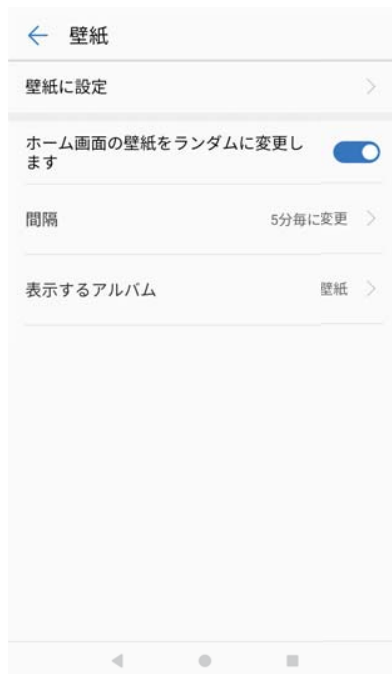 壁紙
壁紙に設定
ホーム画面の壁紙をランダムに変更し
ます
間隔 5分毎に変更
表示するアルバム 壁紙